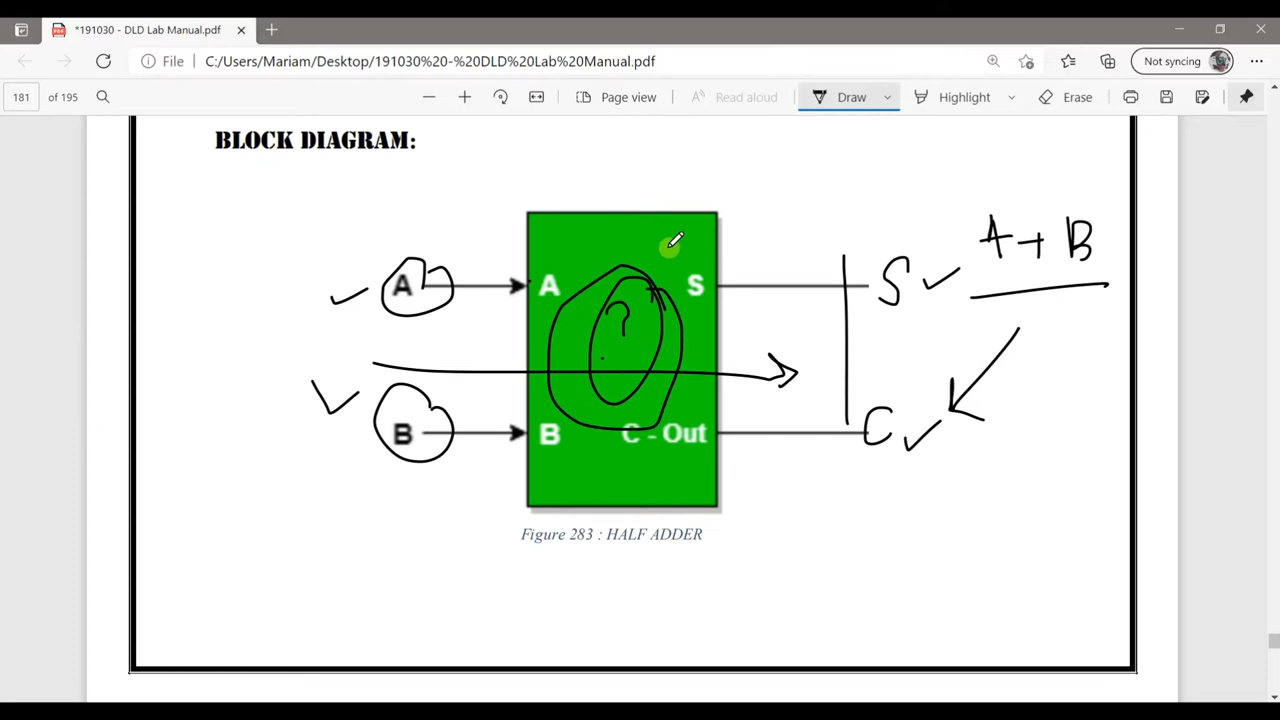 *191030 - DLD Lab Manual.pdf
File C:/Users/Mariam/Desktop/191030%20-%20DLD%20Lab%20Manual.pdf Not syncing
181 of 195 Page view Read aloud Draw Highlight Erase
BLOCK DIAGRAM:
A + B
A A S S
?
B B C - Out C
Figure 283 : HALF ADDER